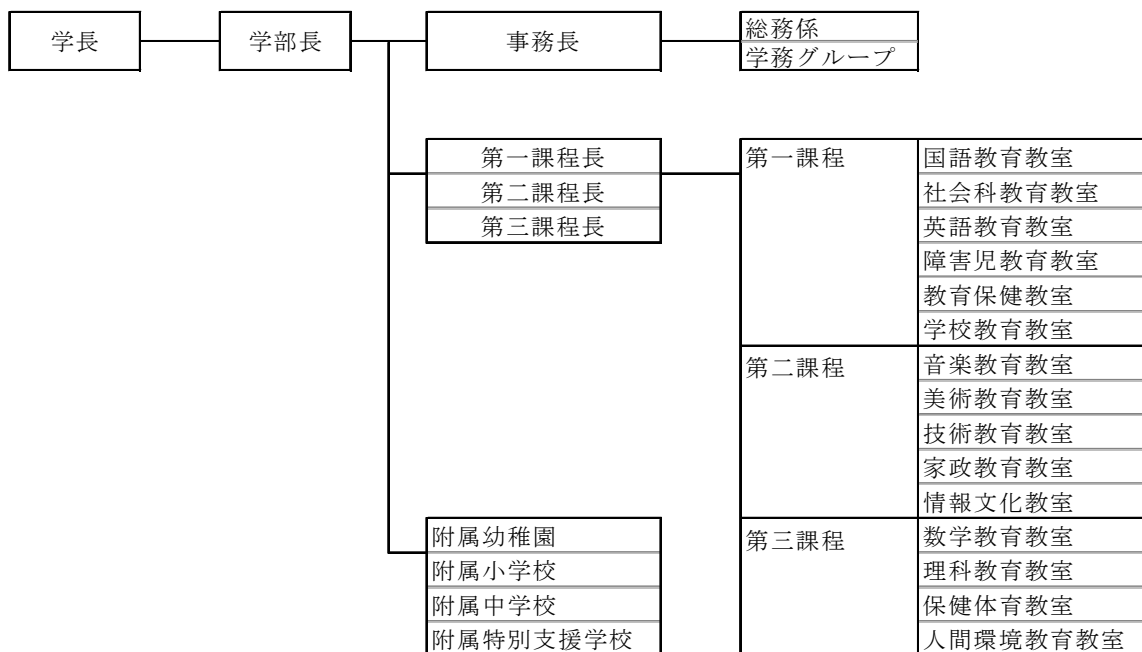 学長
学部長
事務長
総務係
学務グループ
第一課程長
第二課程長
第三課程長
第一課程
国語教育教室
社会科教育教室
英語教育教室
障害児教育教室
教育保健教室
学校教育教室
第二課程
音楽教育教室
美術教育教室
技術教育教室
家政教育教室
情報文化教室
附属幼稚園
附属小学校
附属中学校
附属特別支援学校
第三課程
数学教育教室
理科教育教室
保健体育教室
人間環境教育教室